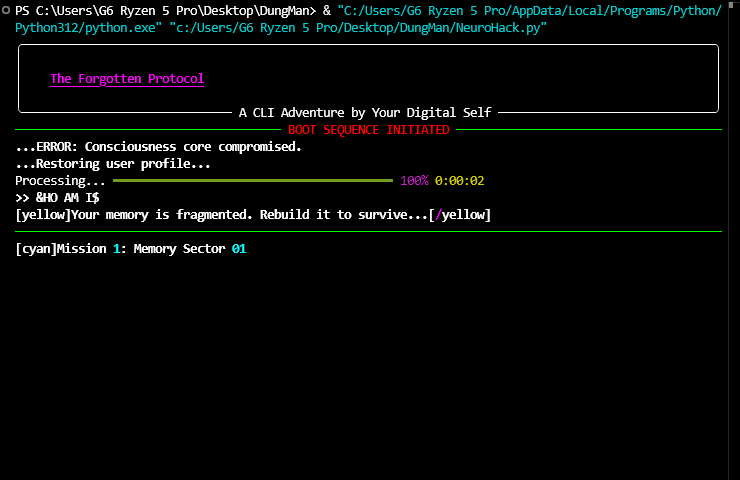 PS C:\Users\G6 Ryzen 5 Pro\Desktop\DungMan> & "C:/Users/G6 Ryzen 5 Pro/AppData/Local/Programs/Python/
Python312/python.exe" "c:/Users/G6 Ryzen 5 Pro/Desktop/DungMan/NeuroHack.py"
The Forgotten Protocol
A CLI Adventure by Your Digital Self
BOOT SEQUENCE INITIATED
...ERROR: Consciousness core compromised.
...Restoring user profile...
Processing... 100% 0:00:02
>> &HO AM I$
[yellow]Your memory is fragmented. Rebuild it to survive...[/yellow]
[cyan]Mission 1: Memory Sector 01